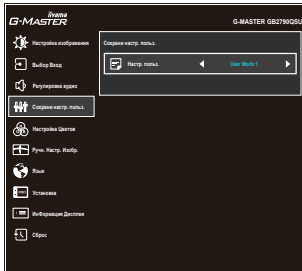 iiyama
G-MASTER
G-MASTER GB2790QSU
Настройка изображения
Сохрани настр. польз.
Выбор Вход
Настр. польз.
User Mode 1
Регулировка аудио
Сохрани настр. польз.
Настройка Цветов
Ручн. Настр. Изобр.
Язык
Установка
Информация Дисплея
Сброс